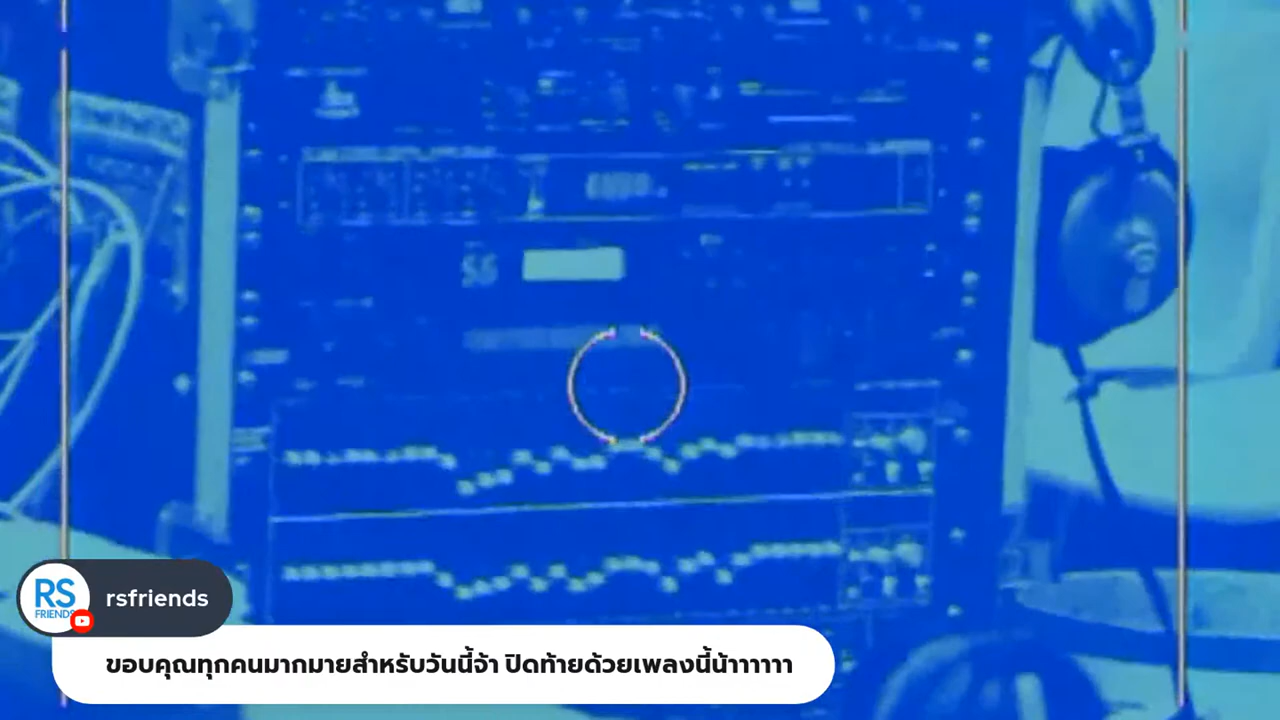 S6
RS
FRIENDS
rsfriends
ขอบคุณทุกคนมากมายสำหรับวันนี้จ้า ปิดท้ายด้วยเพลงนี้น้าาาาาา